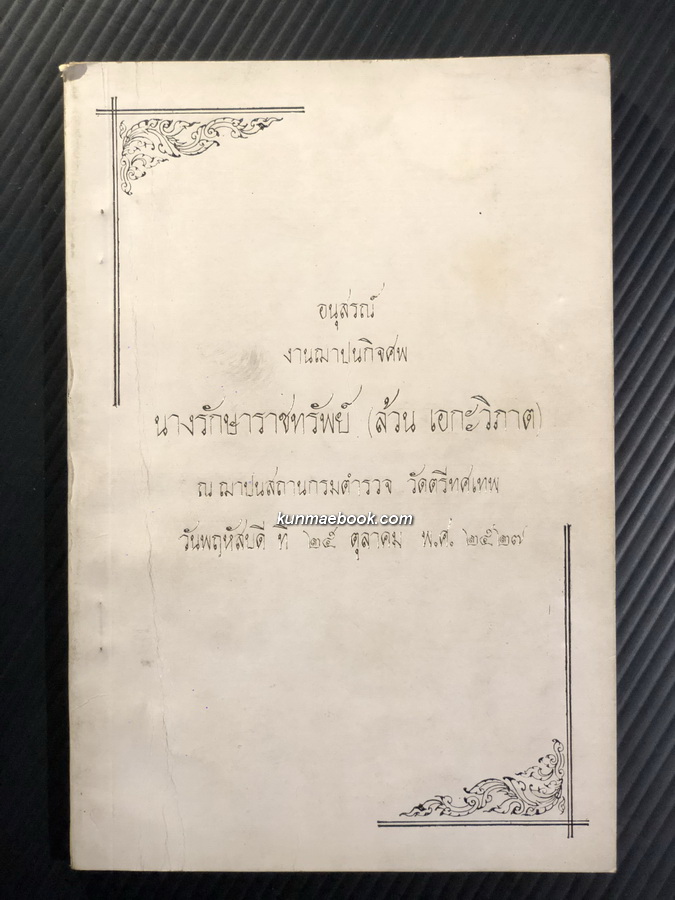 อนุสรณ์
งานฌาปนกิจศพ
นางรักษาราชทรัพย์ (ล้วน เอกะวิภาต)
ณ ฌาปนสถานกรมตำรวจ วัดตรีทศเทพ
kunmaebook.com
วันพฤหัสบดี ที่ ๒๕ ตุลาคม พ.ศ. ๒๕๒๗